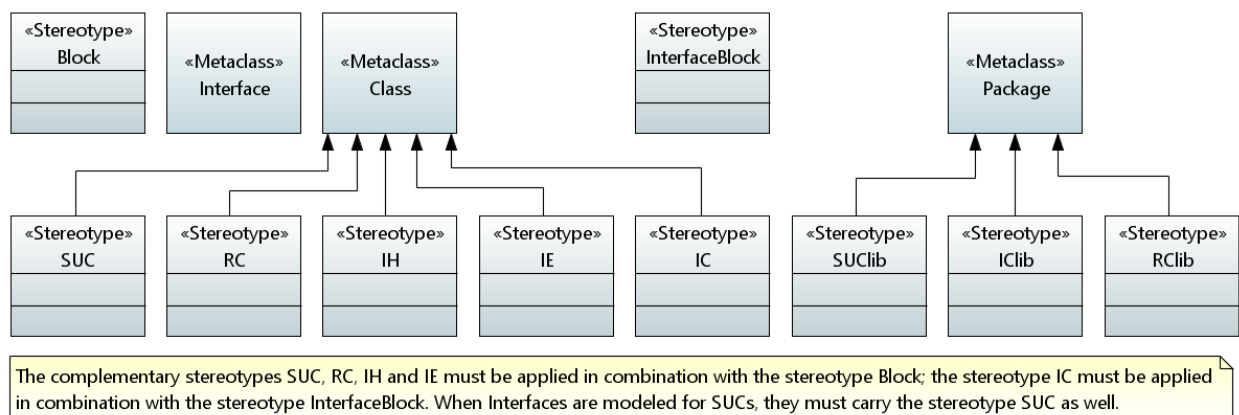 «Stereotype»
Block
«Metaclass»
Interface
«Metaclass»
Class
«Stereotype»
InterfaceBlock
«Metaclass»
Package
«Stereotype»
SUC
«Stereotype»
RC
«Stereotype»
IH
«Stereotype»
IE
«Stereotype»
IC
«Stereotype»
SUClib
«Stereotype»
IClib
«Stereotype»
RClib
The complementary stereotypes SUC, RC, IH and IE must be applied in combination with the stereotype Block; the stereotype IC must be applied
in combination with the stereotype InterfaceBlock. When Interfaces are modeled for SUCs, they must carry the stereotype SUC as well.